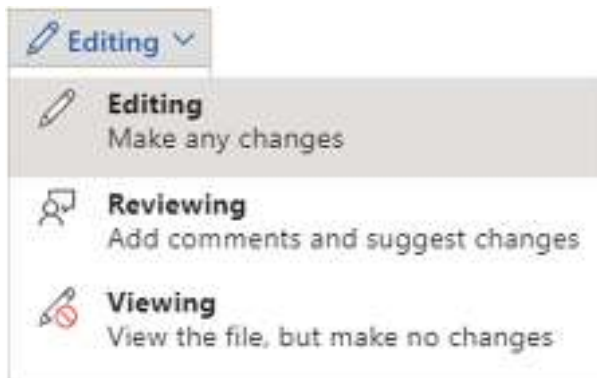 Editing
Editing
Make any changes
Reviewing
Add comments and suggest changes
Viewing
View the file, but make no changes